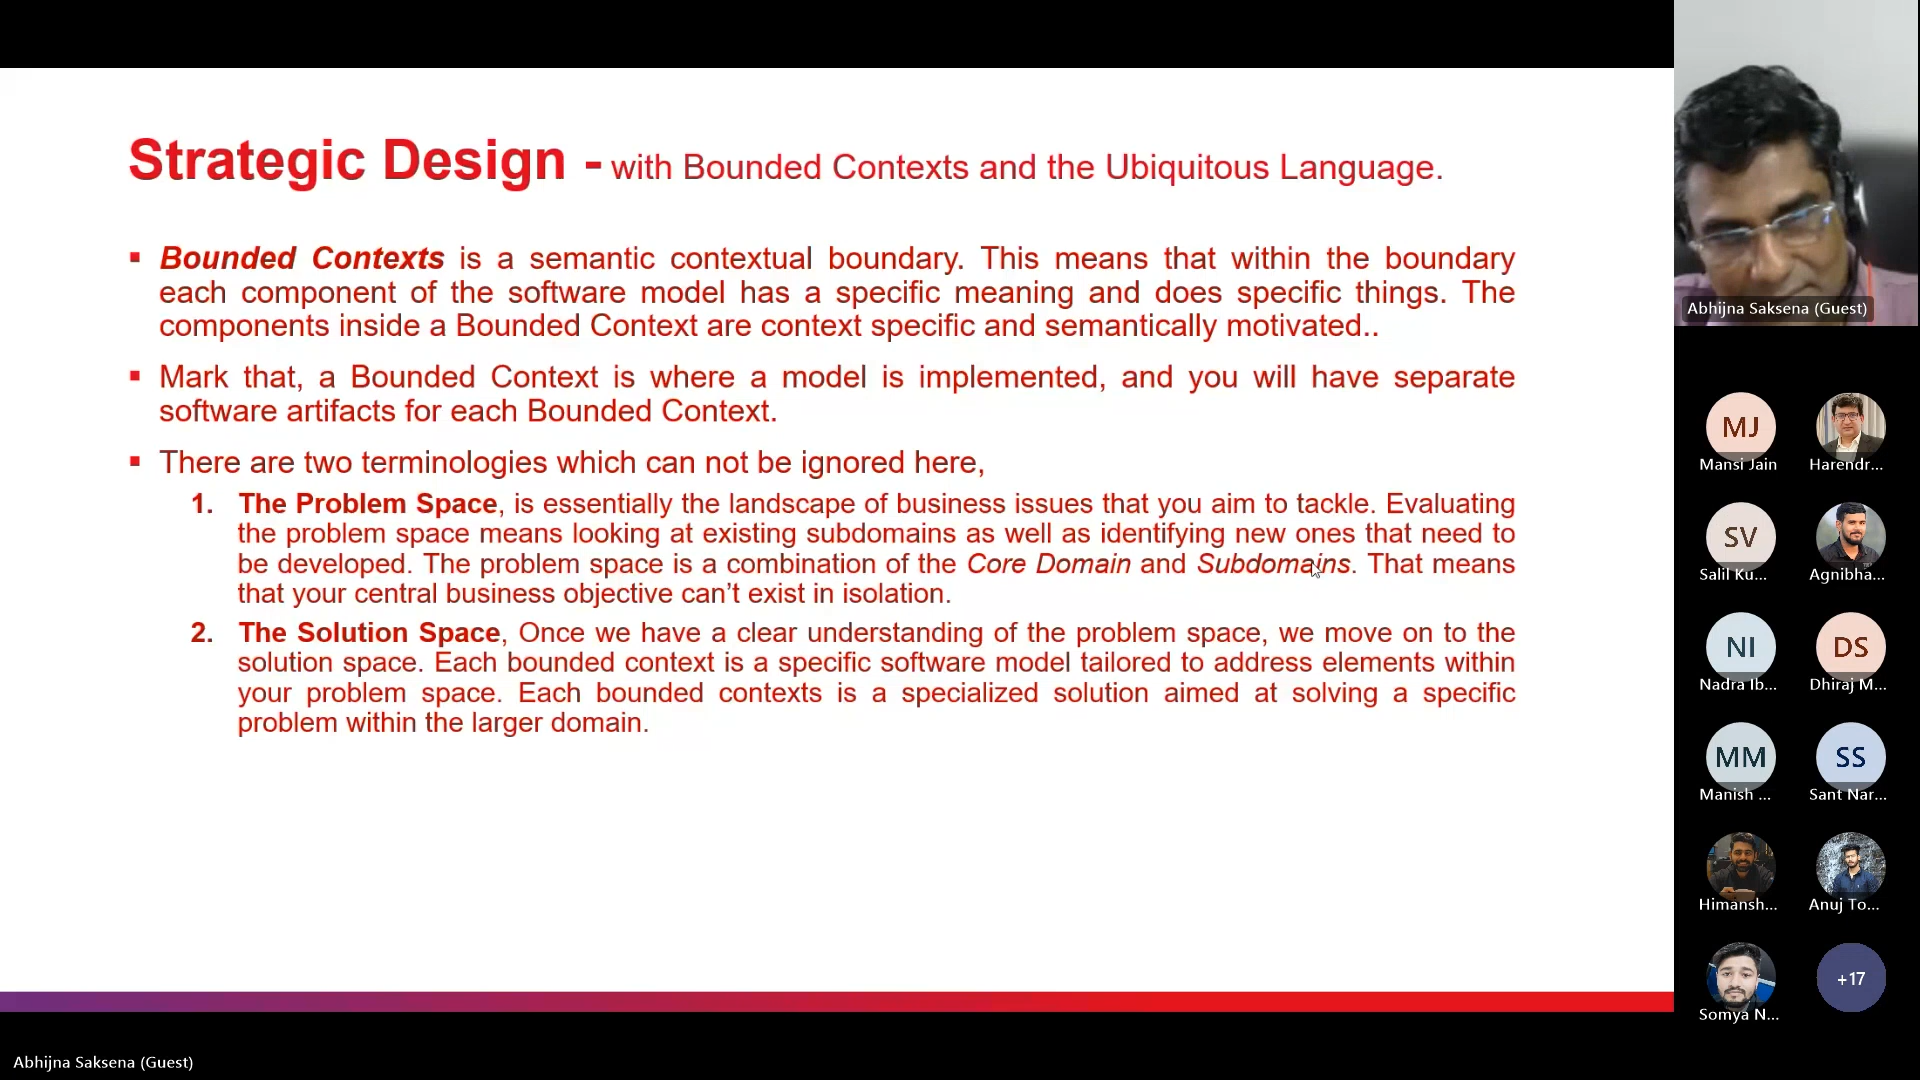 Strategic Design - with Bounded Contexts and the Ubiquitous Language.
▪ Bounded Contexts is a semantic contextual boundary. This means that within the boundary
each component of the software model has a specific meaning and does specific things. The
components inside a Bounded Context are context specific and semantically motivated..
▪ Mark that, a Bounded Context is where a model is implemented, and you will have separate
software artifacts for each Bounded Context.
▪ There are two terminologies which can not be ignored here,
1. The Problem Space, is essentially the landscape of business issues that you aim to tackle. Evaluating
the problem space means looking at existing subdomains as well as identifying new ones that need to
be developed. The problem space is a combination of the Core Domain and Subdomains. That means
that your central business objective can’t exist in isolation.
2. The Solution Space, Once we have a clear understanding of the problem space, we move on to the
solution space. Each bounded context is a specific software model tailored to address elements within
your problem space. Each bounded contexts is a specialized solution aimed at solving a specific
problem within the larger domain.
Abhijna Saksena (Guest)
MJ
Mansi Jain
Harendr...
SV
Salil Ku...
Agnibha...
NI
Nadra Ib...
DS
Dhiraj M...
MM
Manish ...
SS
Sant Nar...
Himansh...
Anuj To...
Somya N...
+17
Abhijna Saksena (Guest)